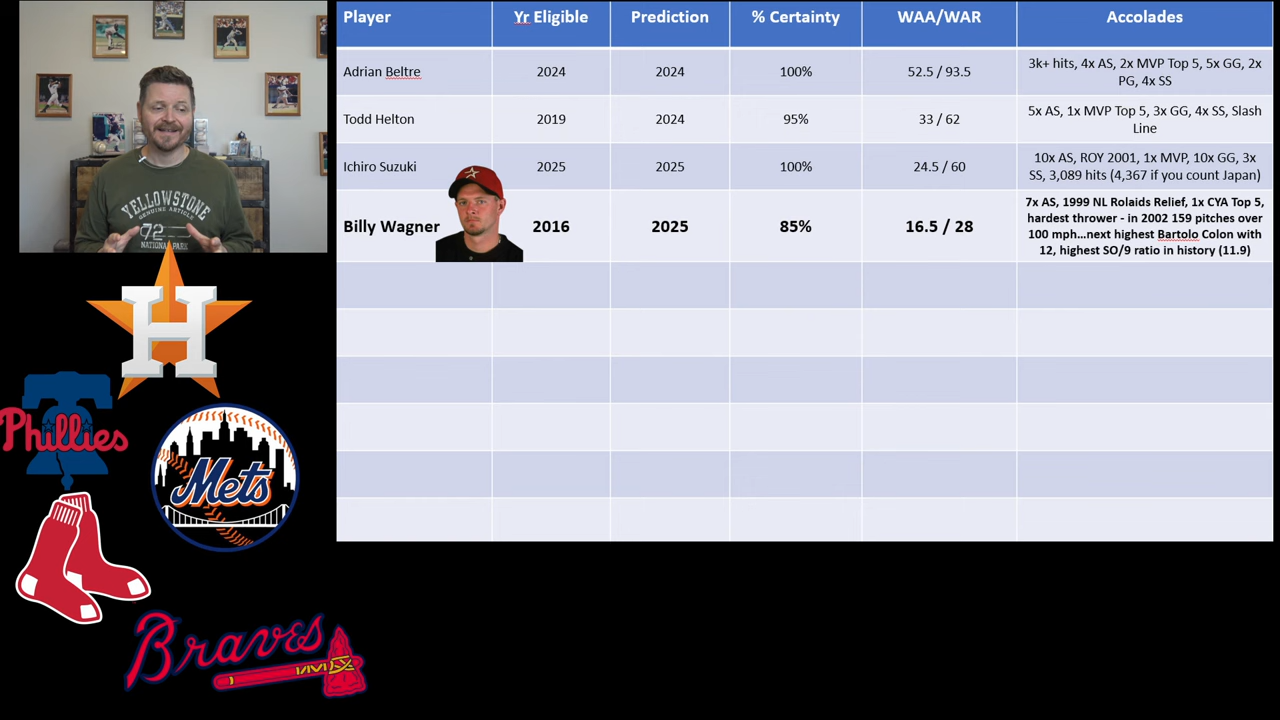 Player Yr Eligible Prediction % Certainty WAA/WAR Accolades
Adrian Beltre 2024 2024 100% 52.5 / 93.5 3k+ hits, 4x AS, 2x MVP Top 5, 5x GG, 2x
PG, 4x SS
Todd Helton 2019 2024 95% 33 / 62 5x AS, 1x MVP Top 5, 3x GG, 4x SS, Slash
Line
Ichiro Suzuki 2025 2025 100% 24.5 / 60 10x AS, ROY 2001, 1x MVP, 10x GG, 3x
SS, 3,089 hits (4,367 if you count Japan)
Billy Wagner 2016 2025 85% 16.5 / 28 7x AS, 1999 NL Rolaids Relief, 1x CYA Top 5,
hardest thrower - in 2002 159 pitches over
100 mph...next highest Bartolo Colon with
12, highest SO/9 ratio in history (11.9)
YELLOWSTONE
GENUINE ARTICLE
72
NATIONAL PARK
H
Phillies
Mets
Braves